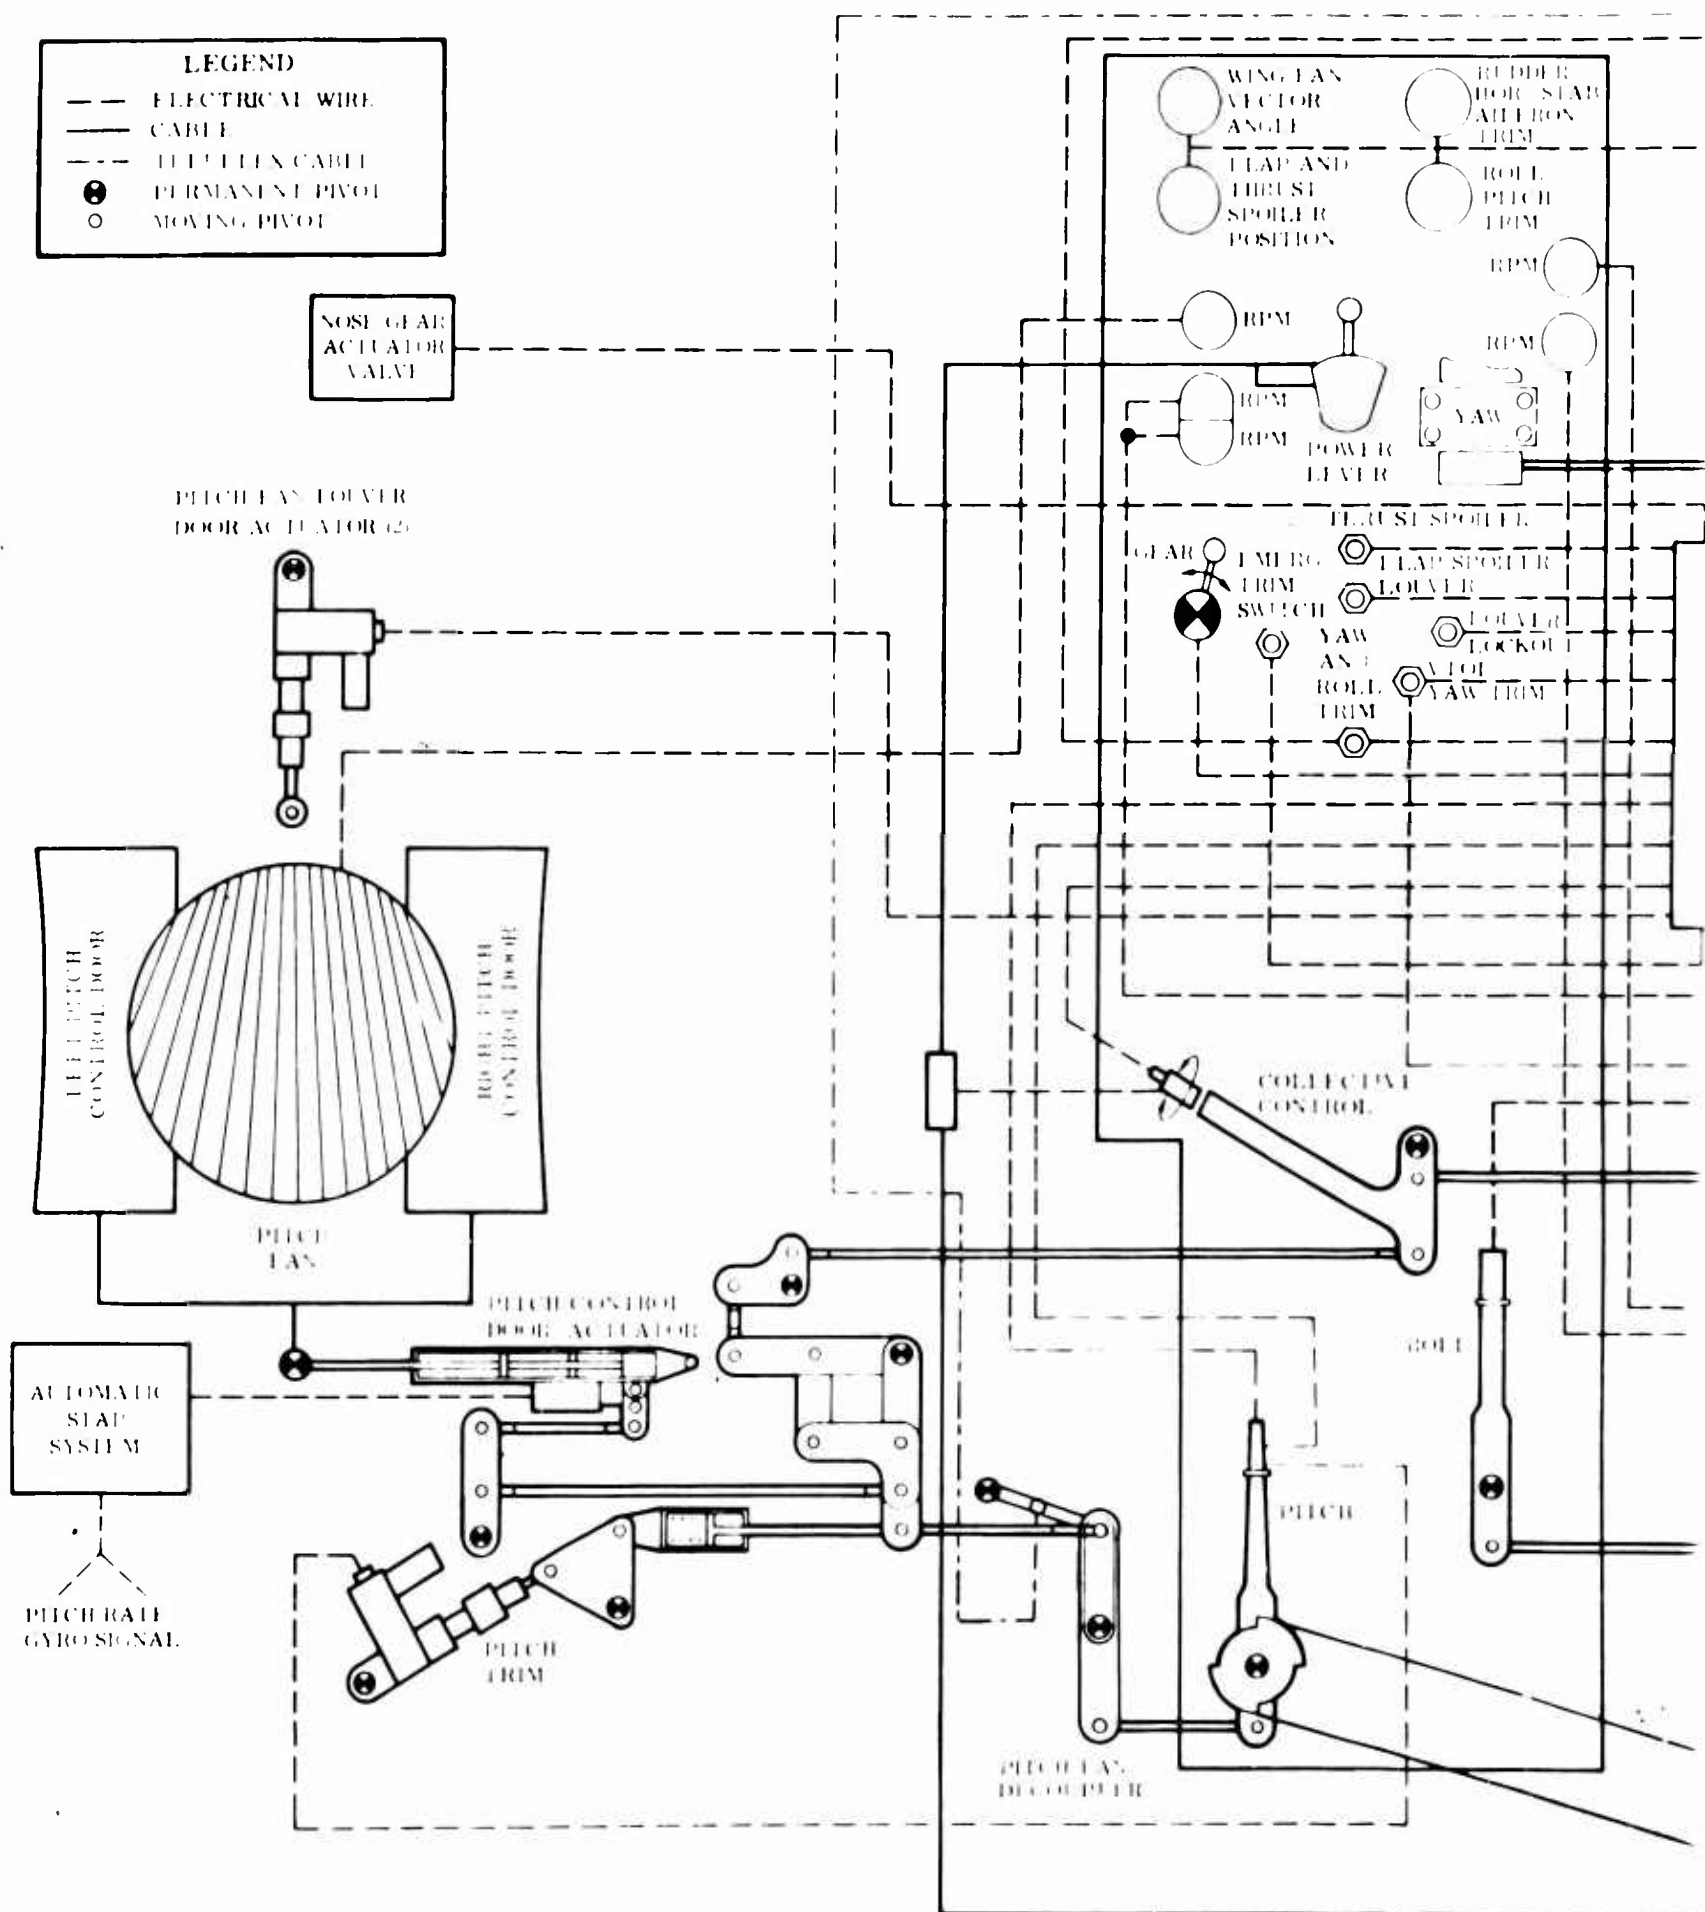 LEGEND
ELECTRICAL WIRE
CABLE
TELEFLEX CABLE
PERMANENT PIVOT
MOVING PIVOT
NOSE GEAR
ACTUATOR
VALVE
WING FAN
VECTOR
ANGLE
FLAP AND
THRUST
SPOILER
POSITION
RUDDER
HOR STAB
AILERON
TRIM
ROLL
PITCH
TRIM
RPM
RPM
RPM
RPM
RPM
YAW
POWER
LEVER
PITCH FAN LOUVER
DOOR ACTUATOR (2)
THRUST SPOILER
GEAR
EMERG
TRIM
SWITCH
FLAP SPOILER
LOUVER
LOUVER
LOCKOUT
VTOL
YAW TRIM
YAW
AND
ROLL
TRIM
LEFT PITCH
CONTROL DOOR
RIGHT PITCH
CONTROL DOOR
PITCH
FAN
COLLECTIVE
CONTROL
PITCH CONTROL
DOOR ACTUATOR
ROLL
AUTOMATIC
STAB
SYSTEM
PITCH
PITCH RATE
GYRO SIGNAL
PITCH
TRIM
PITCH FAN
DECOUPLER